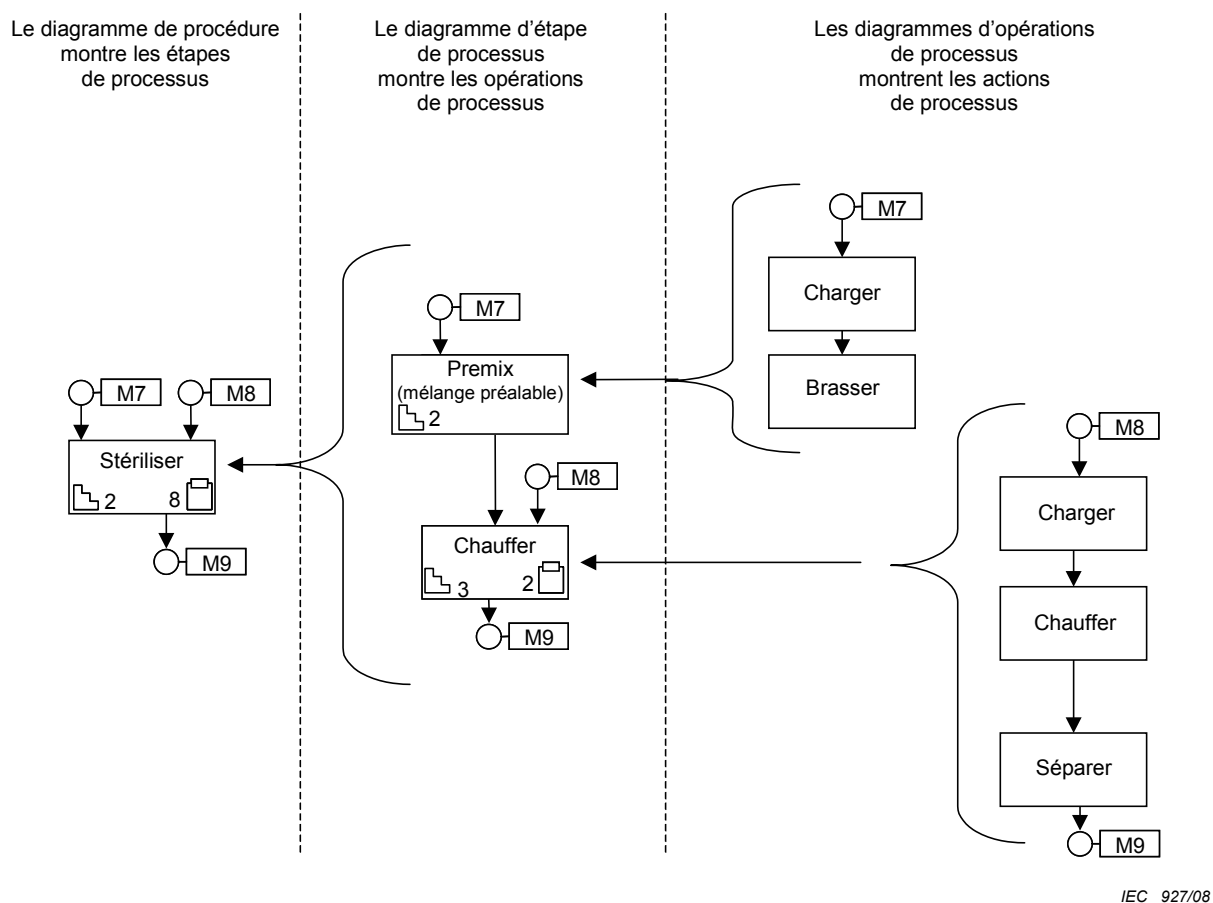 Le diagramme de procédure
montre les étapes
de processus
Le diagramme d’étape
de processus
montre les opérations
de processus
Les diagrammes d’opérations
de processus
montrent les actions
de processus
M7
M8
Stériliser
2
8
M9
M7
Premix
(mélange préalable)
2
M8
Chauffer
3
2
M9
M7
Charger
Brasser
M8
Charger
Chauffer
Séparer
M9
IEC 927/08